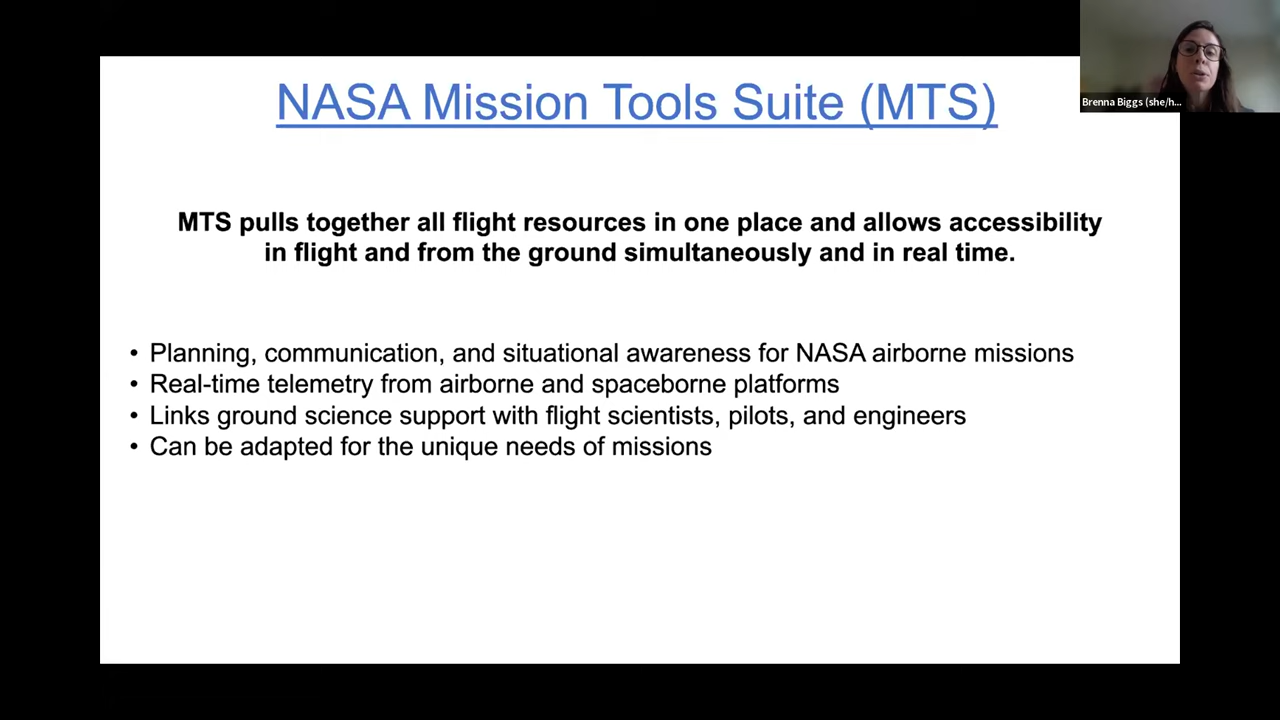 NASA Mission Tools Suite (MTS)
Brenna Biggs (she/h...
MTS pulls together all flight resources in one place and allows accessibility
in flight and from the ground simultaneously and in real time.
• Planning, communication, and situational awareness for NASA airborne missions
• Real-time telemetry from airborne and spaceborne platforms
• Links ground science support with flight scientists, pilots, and engineers
• Can be adapted for the unique needs of missions